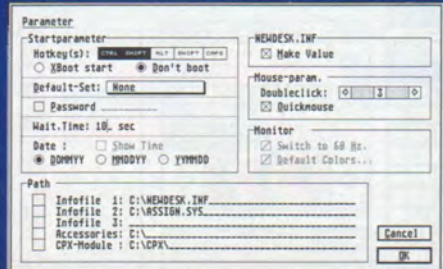 Parameter
Startparameter
Hotkey(s): CTRL SHIFT ALT SHIFT CAPS
XBoot start Don't boot
Default-Set: None
Password
Wait.Time: 10 sec
Date : Show Time
DDMMYY MMDDYY YYMMDD
NEWDESK.INF
Make Value
Mouse-param.
Doubleclick: 3
Quickmouse
Monitor
Switch to 60 Hz.
Default Colors...
Path
Infofile 1: C:\NEWDESK.INF
Infofile 2: C:\ASSIGN.SYS
Infofile 3:
Accessories: C:\
CPX-Module : C:\CPX\
Cancel
OK